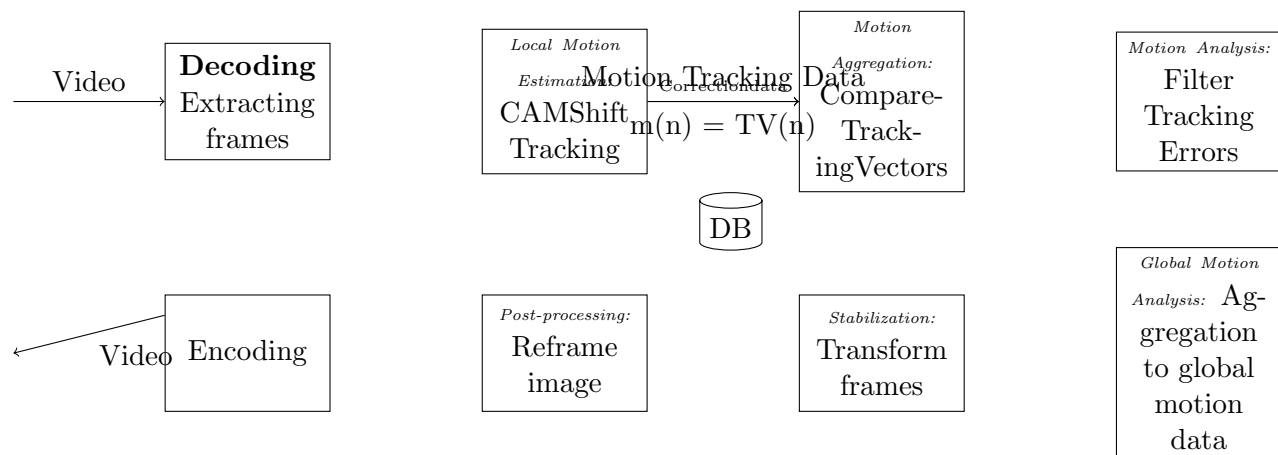 Video
Decoding
Extracting
frames
Local Motion
Estimation:
CAMShift
Tracking
Motion Tracking Data
Correctiondata
m(n) = TV(n)
Motion
Aggregation:
Compare-
Track-
ingVectors
Motion Analysis:
Filter
Tracking
Errors
DB
Video
Encoding
Post-processing:
Reframe
image
Stabilization:
Transform
frames
Global Motion
Analysis: Ag-
gregation
to global
motion
data